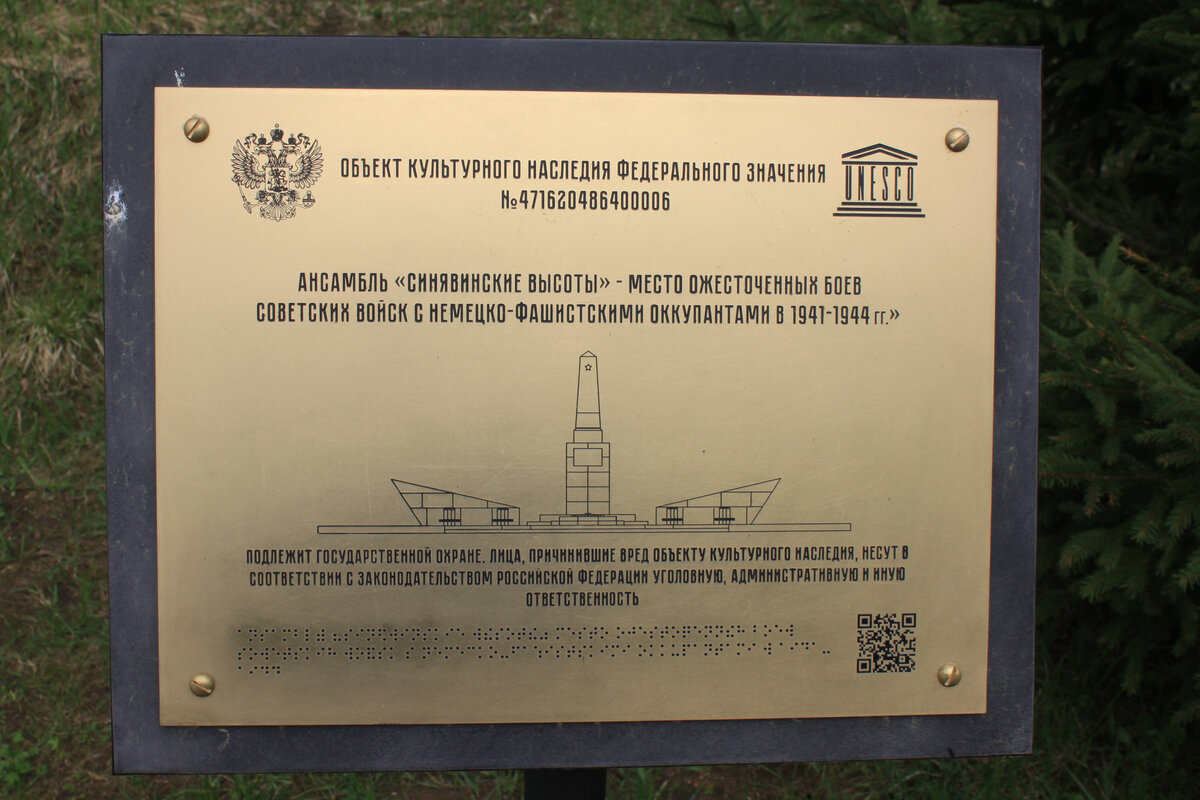 ОБЪЕКТ КУЛЬТУРНОГО НАСЛЕДИЯ ФЕДЕРАЛЬНОГО ЗНАЧЕНИЯ
№471620486400006
UNESCO
АНСАМБЛЬ «СИНЯВИНСКИЕ ВЫСОТЫ» - МЕСТО ОЖЕСТОЧЕННЫХ БОЕВ
СОВЕТСКИХ ВОЙСК С НЕМЕЦКО-ФАШИСТСКИМИ ОККУПАНТАМИ В 1941-1944 гг.»
ПОДЛЕЖИТ ГОСУДАРСТВЕННОЙ ОХРАНЕ. ЛИЦА, ПРИЧИНИВШИЕ ВРЕД ОБЪЕКТУ КУЛЬТУРНОГО НАСЛЕДИЯ, НЕСУТ В
СООТВЕТСТВИИ С ЗАКОНОДАТЕЛЬСТВОМ РОССИЙСКОЙ ФЕДЕРАЦИИ УГОЛОВНУЮ, АДМИНИСТРАТИВНУЮ И ИНУЮ
ОТВЕТСТВЕННОСТЬ